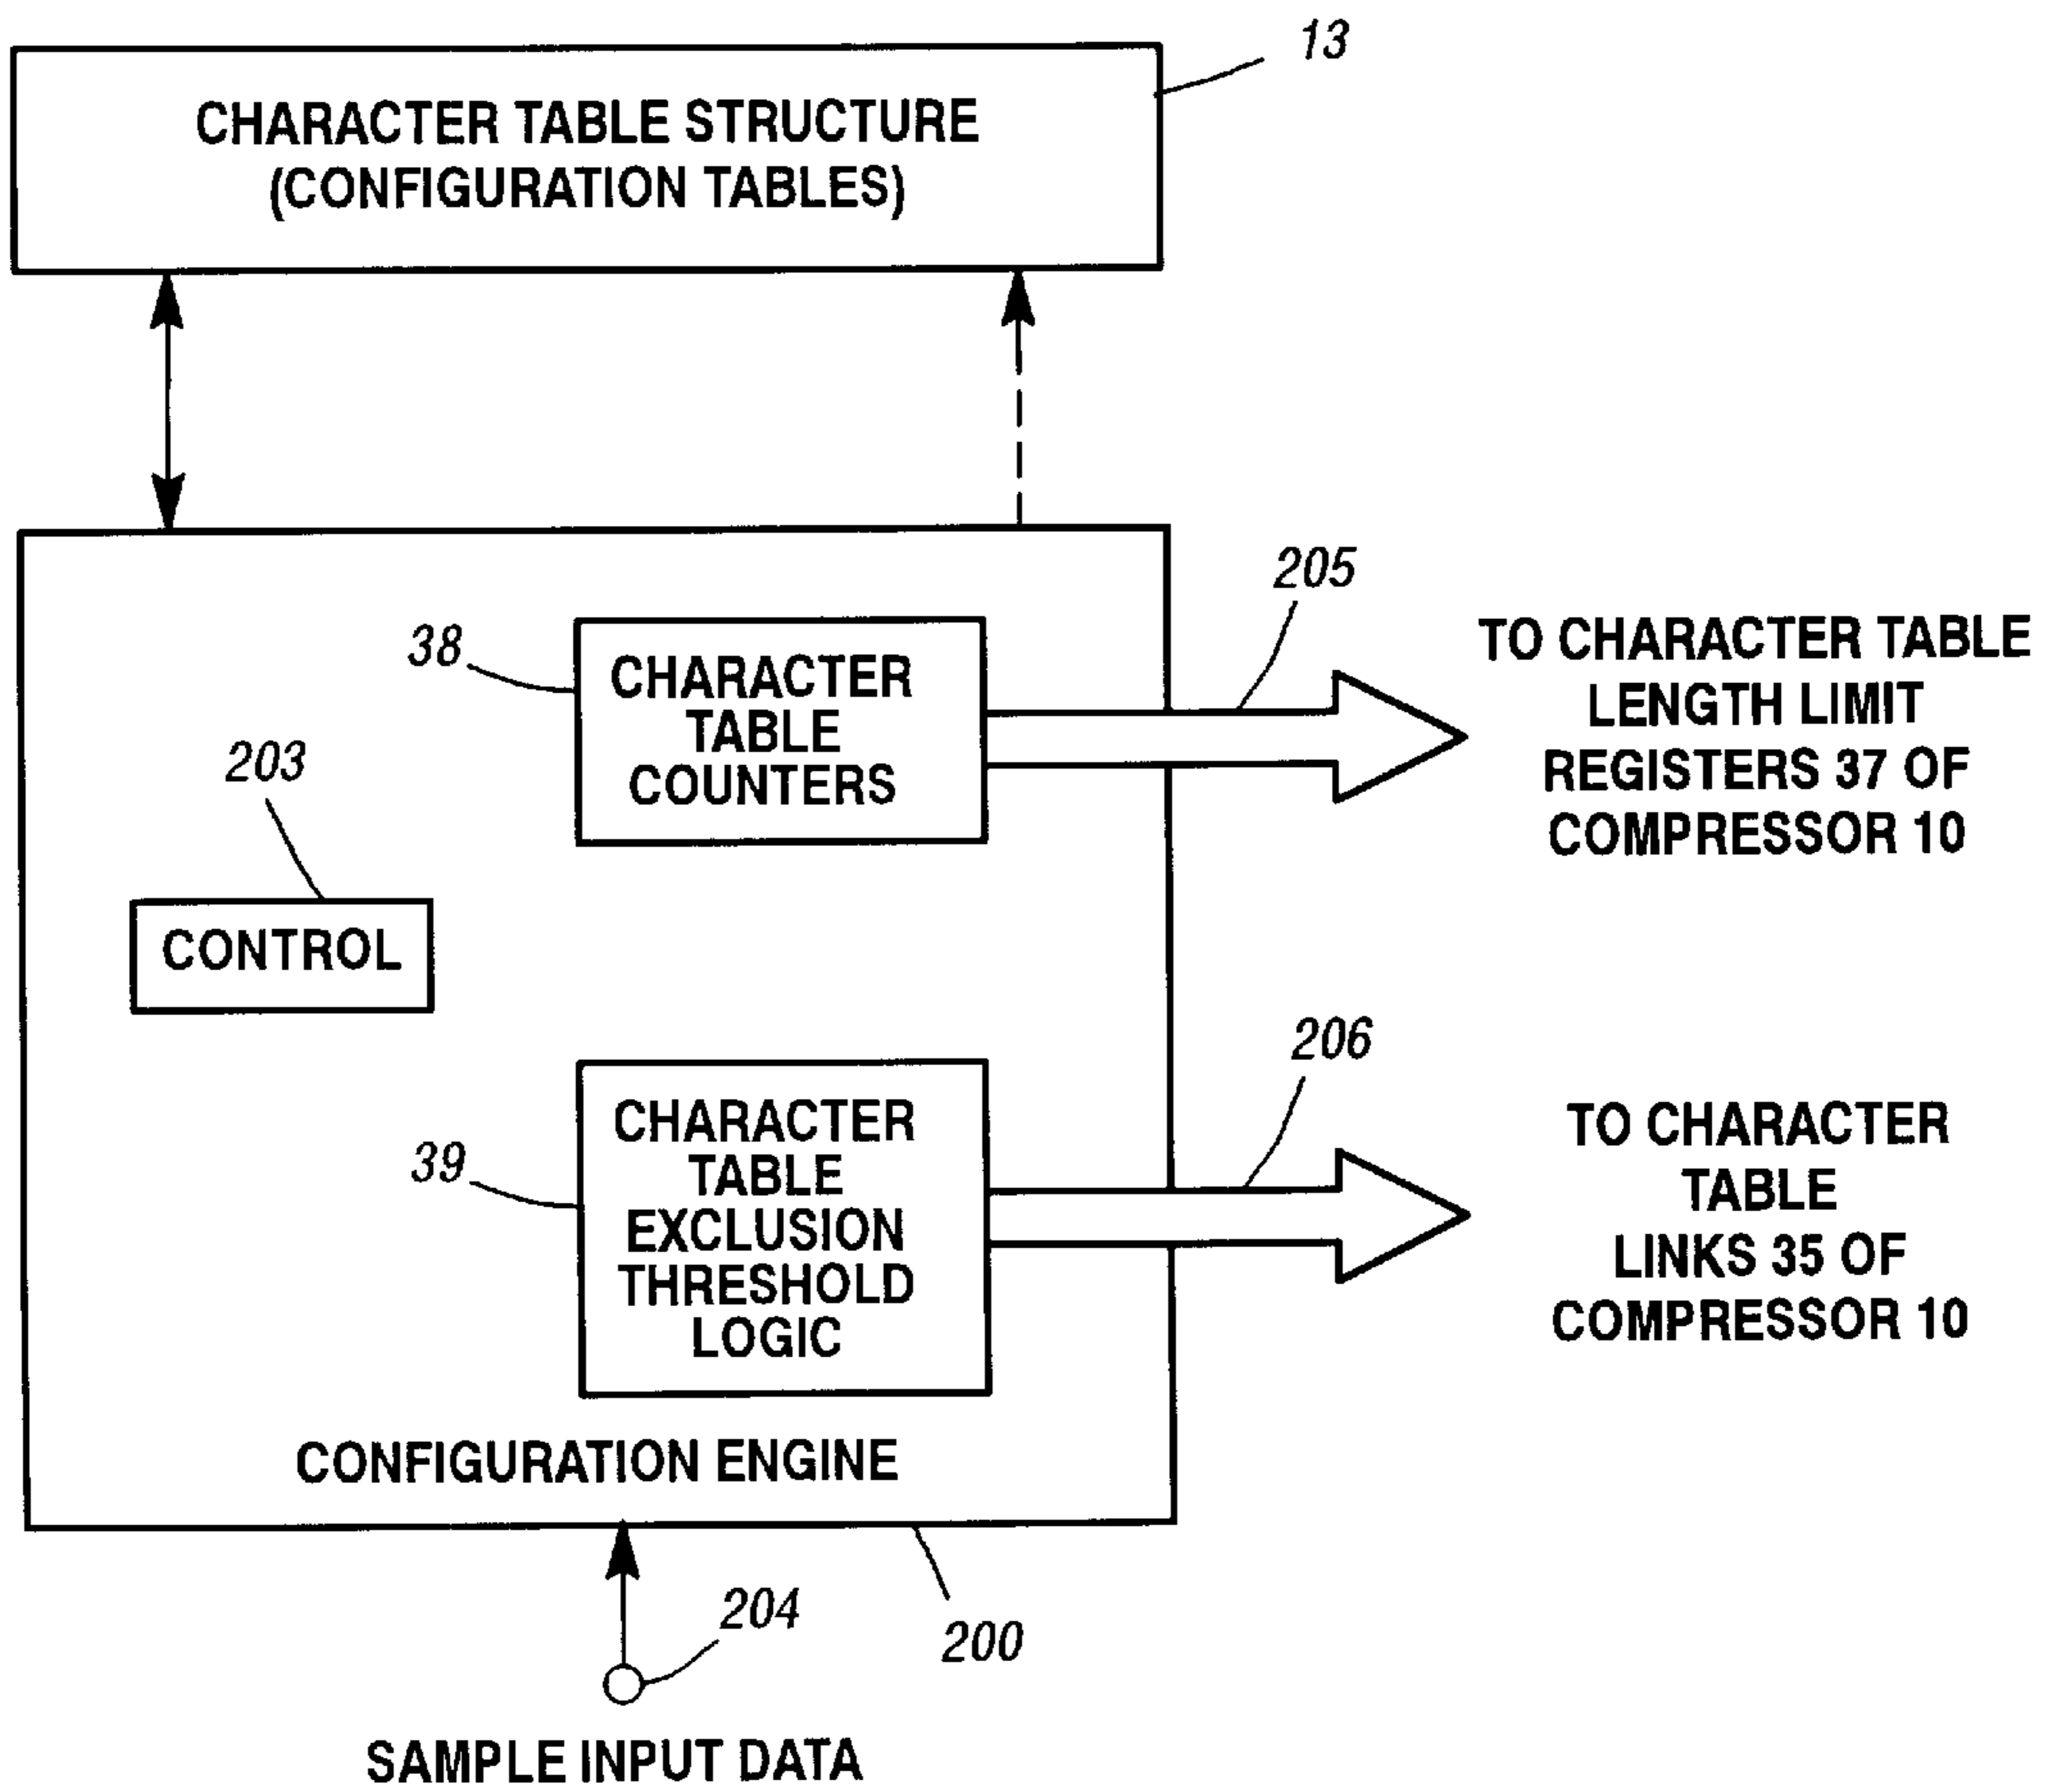 13
CHARACTER TABLE STRUCTURE
(CONFIGURATION TABLES)
205
TO CHARACTER TABLE
LENGTH LIMIT
REGISTERS 37 OF
COMPRESSOR 10
38
CHARACTER
TABLE
COUNTERS
203
CONTROL
206
TO CHARACTER
TABLE
LINKS 35 OF
COMPRESSOR 10
39
CHARACTER
TABLE
EXCLUSION
THRESHOLD
LOGIC
CONFIGURATION ENGINE
204
200
SAMPLE INPUT DATA